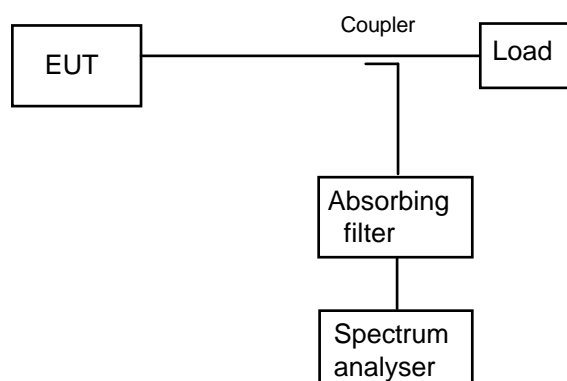 Coupler
EUT
Load
Absorbing
filter
Spectrum
analyser